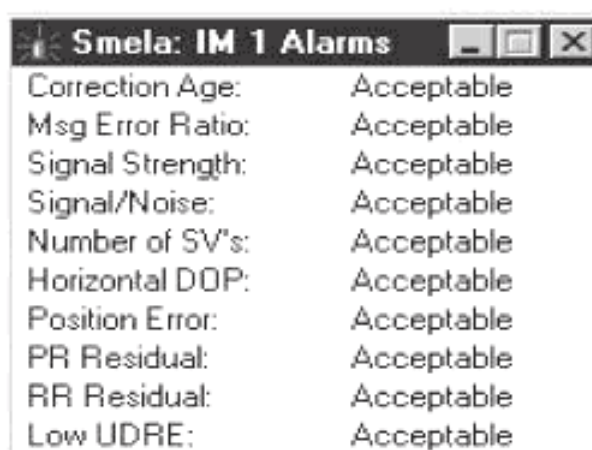 Smela: IM 1 Alarms
Correction Age: Acceptable
Msg Error Ratio: Acceptable
Signal Strength: Acceptable
Signal/Noise: Acceptable
Number of SV's: Acceptable
Horizontal DOP: Acceptable
Position Error: Acceptable
PR Residual: Acceptable
RR Residual: Acceptable
Low UDRE: Acceptable